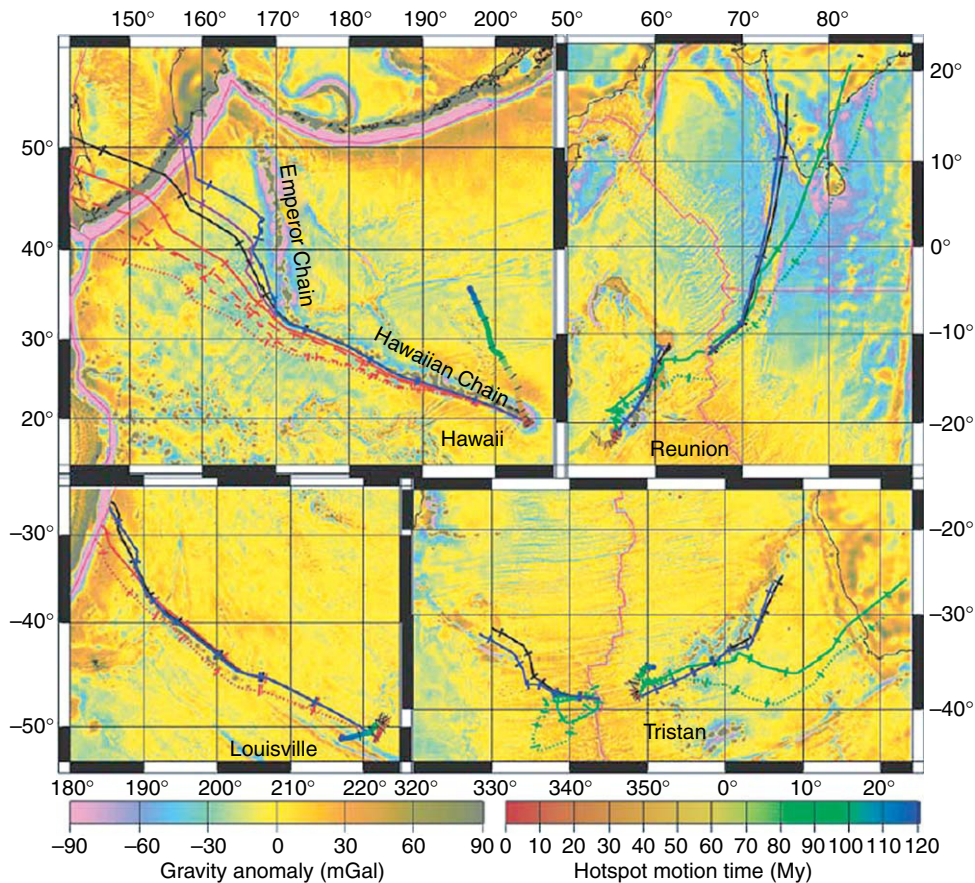 150° 160° 170° 180° 190° 200° 50° 60° 70° 80°
20°
50°
10°
Emperor Chain
40°
0°
30°
Hawaiian Chain
−10°
20°
Hawaii
Reunion
−20°
−30°
−20°
−40°
−30°
−50°
Louisville
Tristan
−40°
180° 190° 200° 210° 220° 320° 330° 340° 350° 0° 10° 20°
−90 −60 −30 0 30 60 90
Gravity anomaly (mGal)
0 10 20 30 40 50 60 70 80 90 100 110 120
Hotspot motion time (My)